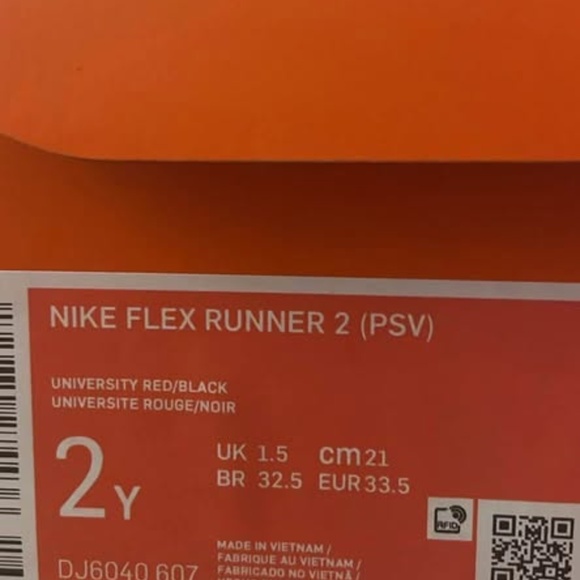 NIKE FLEX RUNNER 2 (PSV)
UNIVERSITY RED/BLACK
UNIVERSITE ROUGE/NOIR
2Y
UK 1.5 cm 21
BR 32.5 EUR 33.5
RFID
DJ6040 607
MADE IN VIETNAM /
FABRIQUE AU VIETNAM /
FABRICADO NO VIETNÃ /